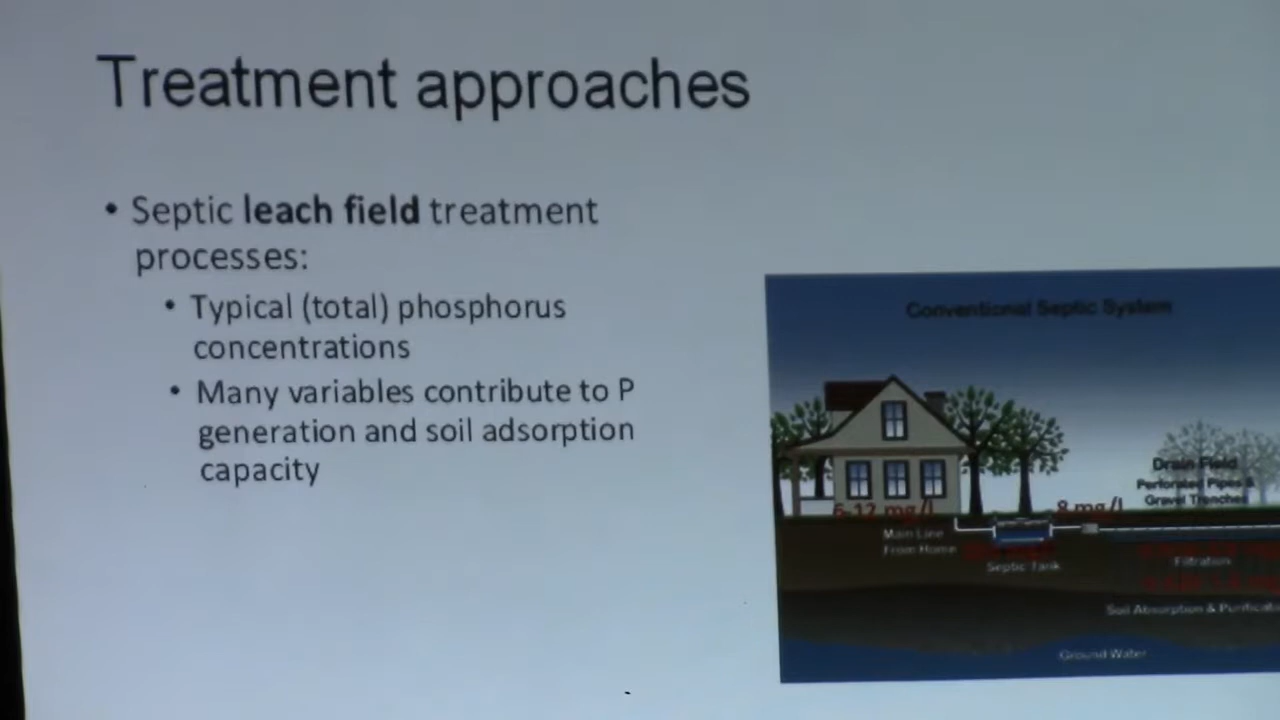 Treatment approaches
• Septic leach field treatment
processes:
• Typical (total) phosphorus
concentrations
• Many variables contribute to P
generation and soil adsorption
capacity
Conventional Septic System
Drain Field
Perforated Pipes &
Gravel Trenches
6-12 mg/l
8 mg/l
Main Line
From Home
Septic Tank
Filtration
Soil Absorption &
Ground Water